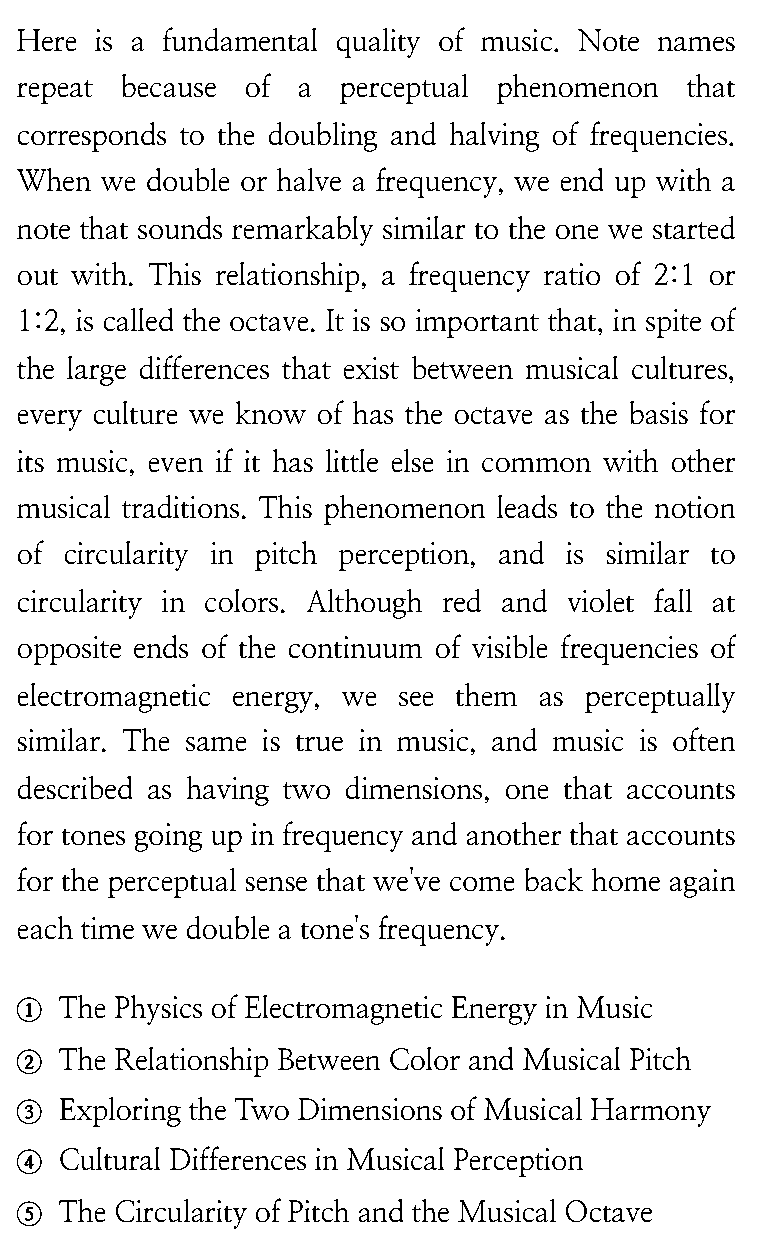 Here is a fundamental quality of music. Note names
repeat because of a perceptual phenomenon that
corresponds to the doubling and halving of frequencies.
When we double or halve a frequency, we end up with a
note that sounds remarkably similar to the one we started
out with. This relationship, a frequency ratio of 2:1 or
1:2, is called the octave. It is so important that, in spite of
the large differences that exist between musical cultures,
every culture we know of has the octave as the basis for
its music, even if it has little else in common with other
musical traditions. This phenomenon leads to the notion
of circularity in pitch perception, and is similar to
circularity in colors. Although red and violet fall at
opposite ends of the continuum of visible frequencies of
electromagnetic energy, we see them as perceptually
similar. The same is true in music, and music is often
described as having two dimensions, one that accounts
for tones going up in frequency and another that accounts
for the perceptual sense that we've come back home again
each time we double a tone's frequency.
① The Physics of Electromagnetic Energy in Music
② The Relationship Between Color and Musical Pitch
③ Exploring the Two Dimensions of Musical Harmony
④ Cultural Differences in Musical Perception
⑤ The Circularity of Pitch and the Musical Octave